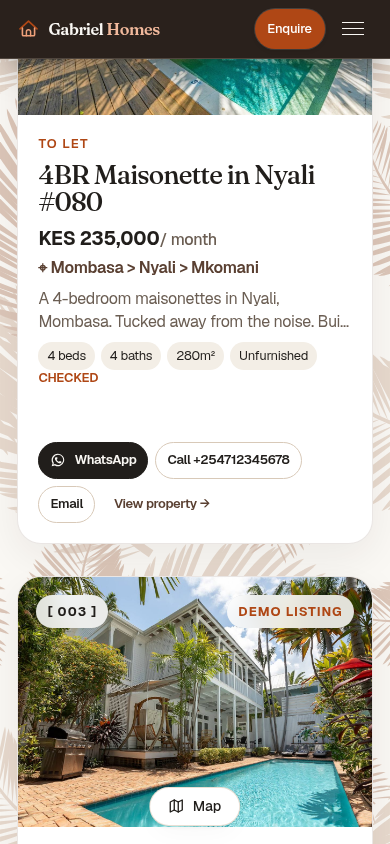 Gabriel Homes
Enquire
TO LET
4BR Maisonette in Nyali
#080
KES 235,000/ month
⌖ Mombasa > Nyali > Mkomani
A 4-bedroom maisonettes in Nyali,
Mombasa. Tucked away from the noise. Bui...
4 beds 4 baths 280m² Unfurnished
CHECKED
WhatsApp Call +254712345678
Email View property →
[ 003 ] DEMO LISTING
Map